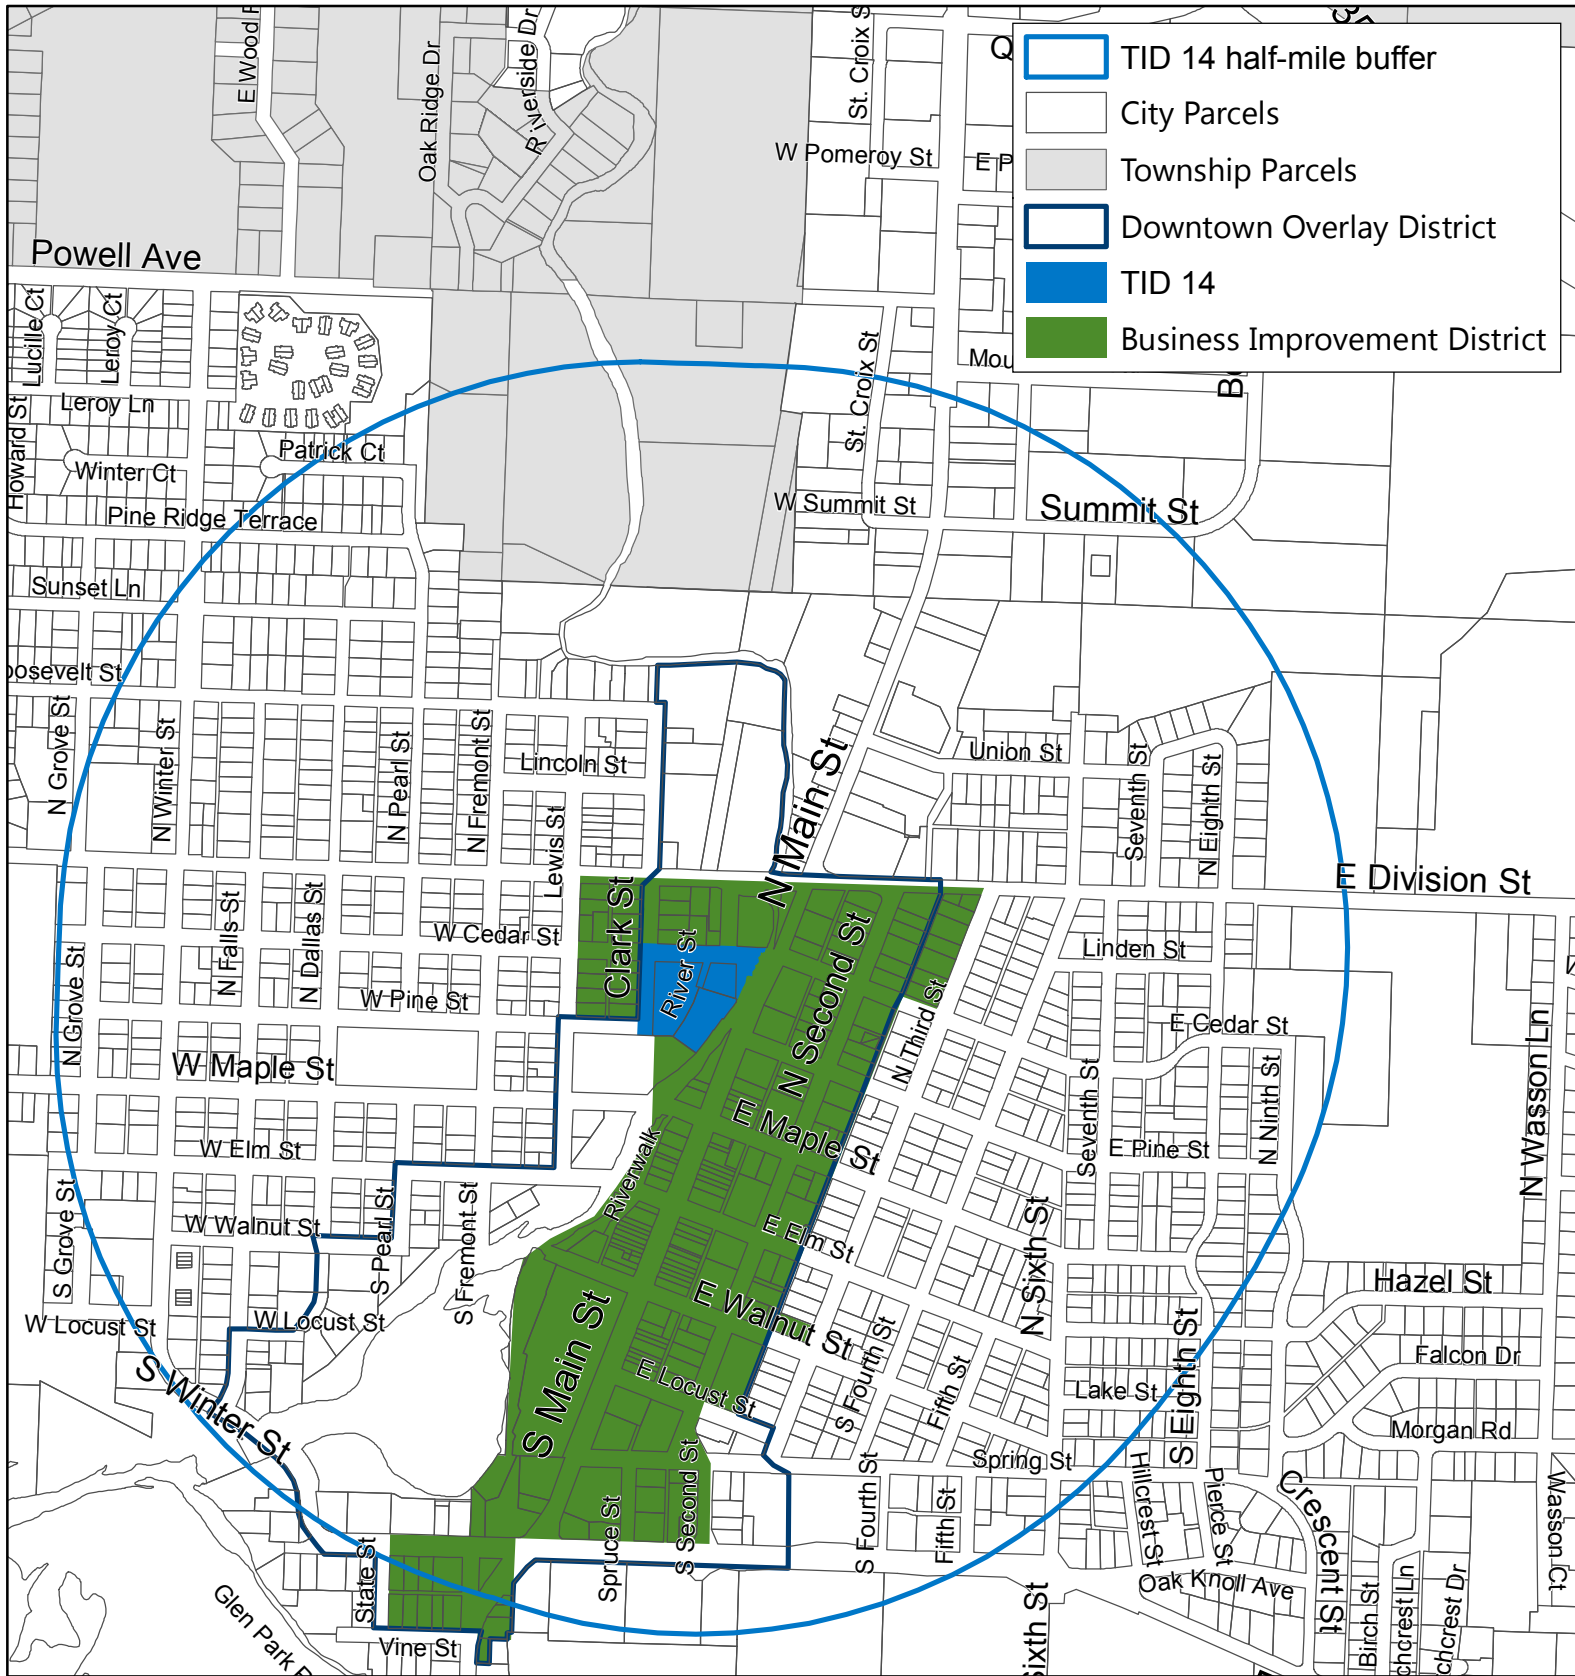 TID 14 half-mile buffer
City Parcels
Township Parcels
Downtown Overlay District
TID 14
Business Improvement District
E Wood
Oak Ridge Dr
Riverside Dr
St. Croix S
W Pomeroy St
E P
Q
35
Powell Ave
Lucille Ct
Leroy Ct
Leroy Ln
Howard St
Patrick Ct
Winter Ct
Pine Ridge Terrace
Sunset Ln
St. Croix St
Mou
W Summit St
Summit St
oosevelt St
N Grove St
N Winter St
N Pearl St
N Fremont St
Lincoln St
Lewis St
N Main St
Union St
Seventh St
N Eighth St
E Division St
Clark St
W Cedar St
River St
N Second St
Linden St
N Falls St
N Dallas St
W Pine St
N Grove St
N Third St
E Cedar St
N Wasson Ln
W Maple St
E Maple St
Seventh St
E Pine St
N Ninth St
W Elm St
Riverwalk
S Grove St
W Walnut St
S Pearl St
S Fremont St
E Elm St
N Sixth St
Hazel St
W Locust St
W Locust St
E Walnut St
S Main St
S Fourth St
Fifth St
S Eighth St
Falcon Dr
Lake St
S Winter St
E Locust St
Morgan Rd
Spring St
S Second St
Spruce St
S Fourth St
Fifth St
Hillcrest St
Pierce St
Crescent St
Wasson Ct
State St
Oak Knoll Ave
Glen Park R
Vine St
Sixth St
Birch St
chcrest Ln
chcrest Dr